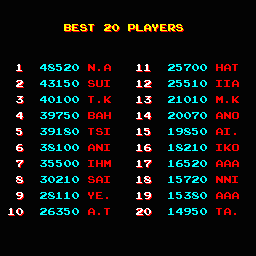 BEST 20 PLAYERS
1 48520 N.A 11 25700 HAT
2 43150 SUI 12 25510 IIA
3 40100 T.K 13 21010 M.K
4 39750 BAH 14 20070 ANO
5 39180 TSI 15 19850 AI.
6 38100 ANI 16 18210 IKO
7 35500 IHM 17 16520 AAA
8 30210 SAI 18 15720 NNI
9 28110 YE. 19 15380 AAA
10 26350 A.T 20 14950 TA.